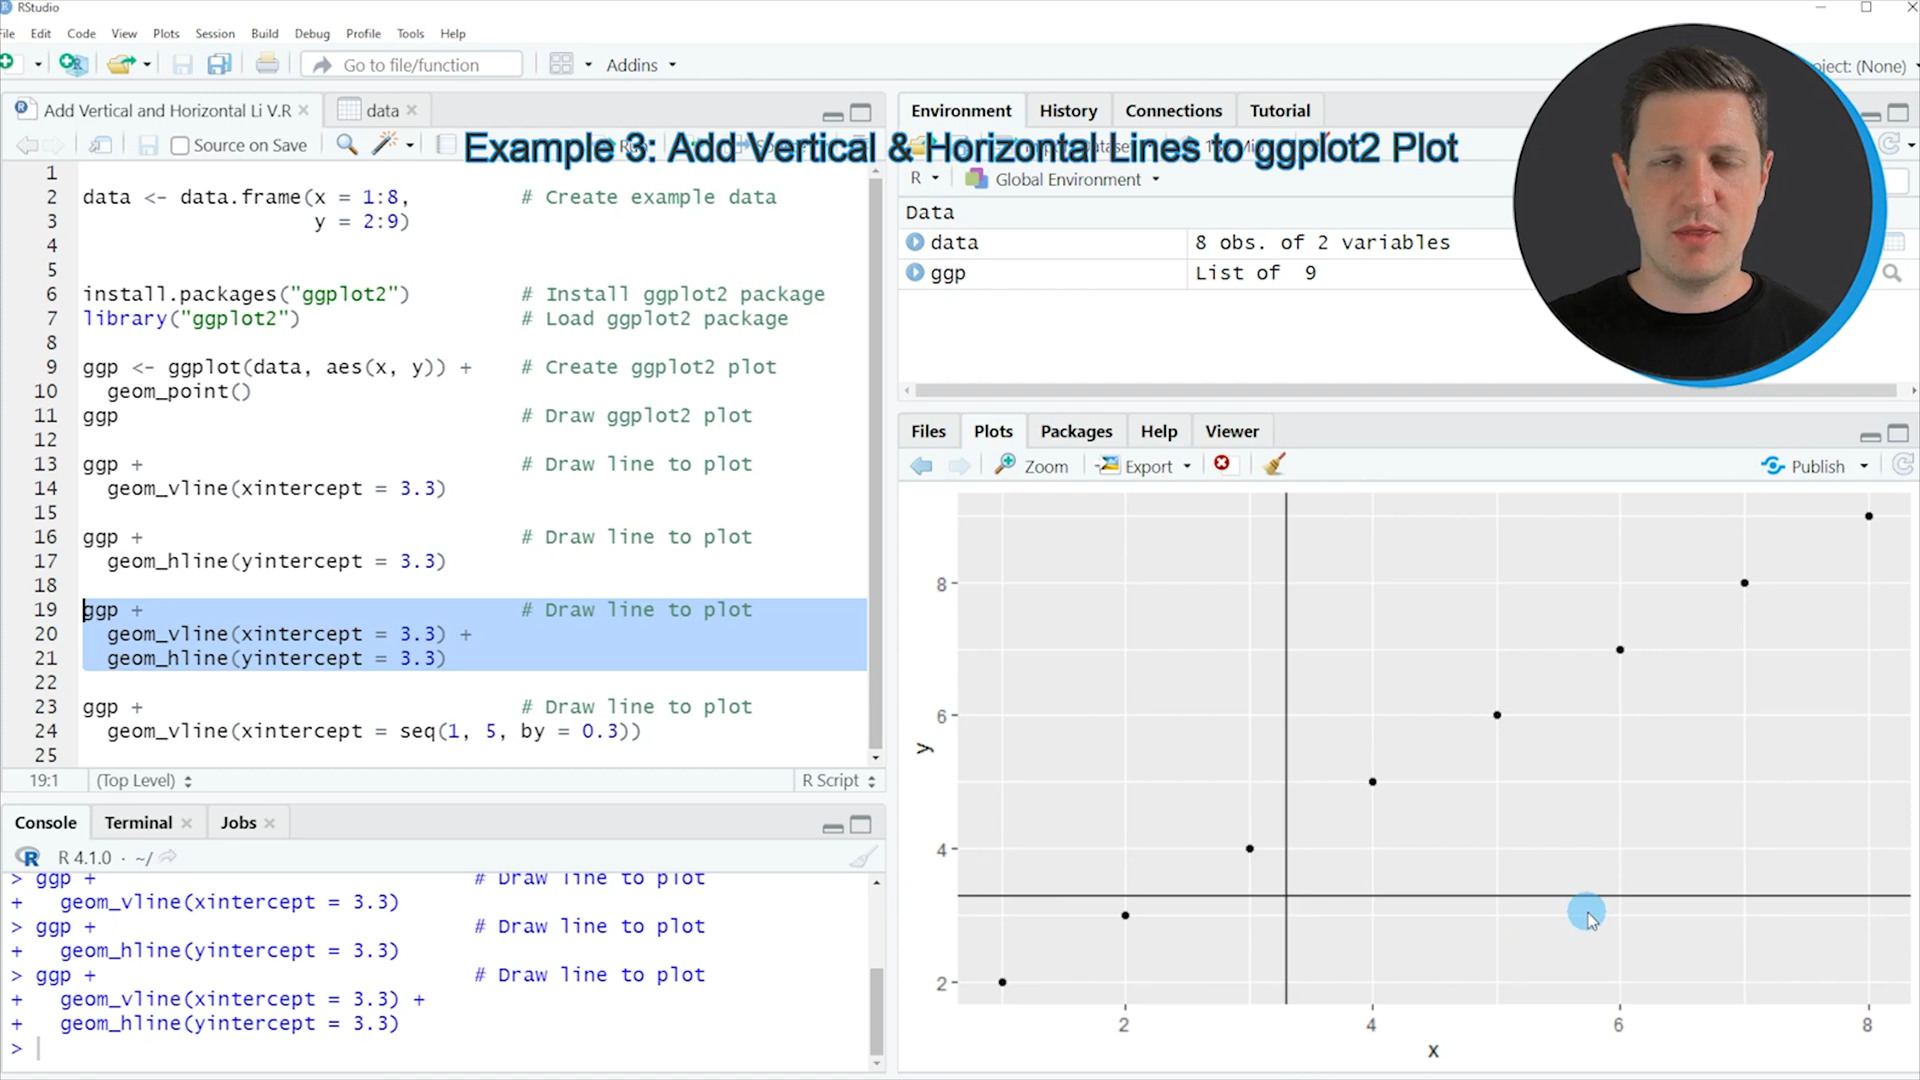 RStudio
File Edit Code View Plots Session Build Debug Profile Tools Help
Go to file/function
Addins
Project: (None)
Add Vertical and Horizontal Li V.R
data
Source on Save
Environment History Connections Tutorial
Example 3: Add Vertical & Horizontal Lines to ggplot2 Plot
R Global Environment
Data
data 8 obs. of 2 variables
ggp List of 9
1
2 data <- data.frame(x = 1:8, # Create example data
3 y = 2:9)
4
5
6 install.packages("ggplot2") # Install ggplot2 package
7 library("ggplot2") # Load ggplot2 package
8
9 ggp <- ggplot(data, aes(x, y)) + # Create ggplot2 plot
10 geom_point()
11 ggp # Draw ggplot2 plot
12
13 ggp + # Draw line to plot
14 geom_vline(xintercept = 3.3)
15
16 ggp + # Draw line to plot
17 geom_hline(yintercept = 3.3)
18
19 ggp + # Draw line to plot
20 geom_vline(xintercept = 3.3) +
21 geom_hline(yintercept = 3.3)
22
23 ggp + # Draw line to plot
24 geom_vline(xintercept = seq(1, 5, by = 0.3))
25
19:1 (Top Level) R Script
Console Terminal Jobs
R 4.1.0 · ~/
> ggp + # Draw line to plot
+ geom_vline(xintercept = 3.3)
> ggp + # Draw line to plot
+ geom_hline(yintercept = 3.3)
> ggp + # Draw line to plot
+ geom_vline(xintercept = 3.3) +
+ geom_hline(yintercept = 3.3)
>
Files Plots Packages Help Viewer
Zoom Export Publish
8
6
y
4
2
2 4 6 8
x